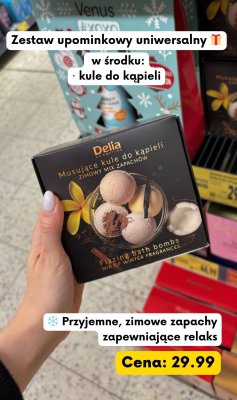 Venus
Zestaw upominkowy uniwersalny 🎁
w środku:
· kule do kąpieli
Delia
Musujące kule do kąpieli
ZIMOWY MIX ZAPACHÓW
Fizzing bath bombs
MIX OF WINTER FRAGRANCES
❄️ Przyjemne, zimowe zapachy
zapewniające relaks
Cena: 29.99